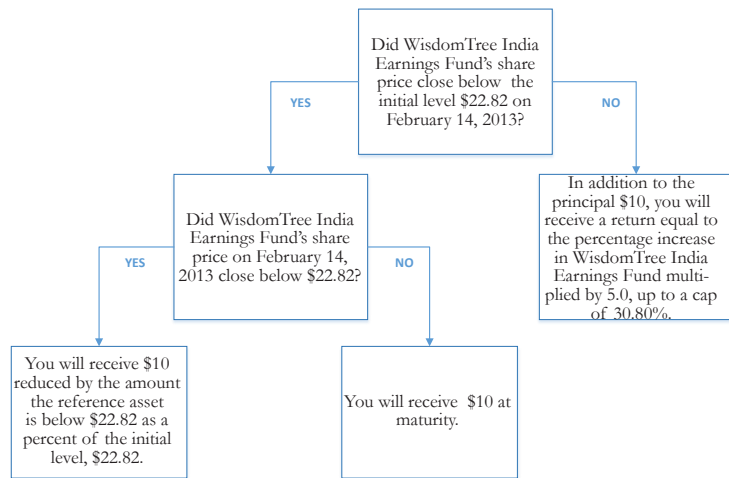 Did WisdomTree India
Earnings Fund's share
price close below the
initial level $22.82 on
February 14, 2013?
YES
NO
Did WisdomTree India
Earnings Fund's share
price on February 14,
2013 close below $22.82?
In addition to the
principal $10, you will
receive a return equal to
the percentage increase
in WisdomTree India
Earnings Fund multi-
plied by 5.0, up to a cap
of 30.80%.
YES
NO
You will receive $10
reduced by the amount
the reference asset
is below $22.82 as a
percent of the initial
level, $22.82.
You will receive $10 at
maturity.